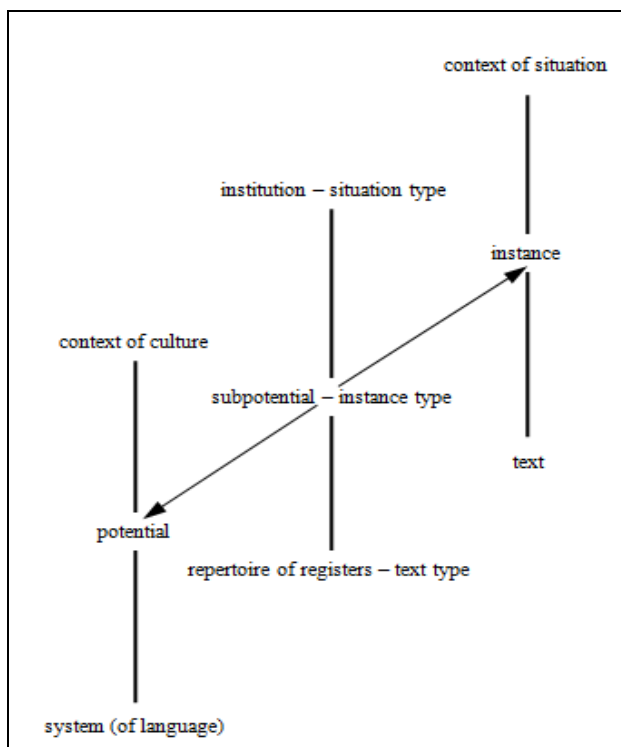 context of situation
institution – situation type
instance
context of culture
subpotential – instance type
text
potential
repertoire of registers – text type
system (of language)